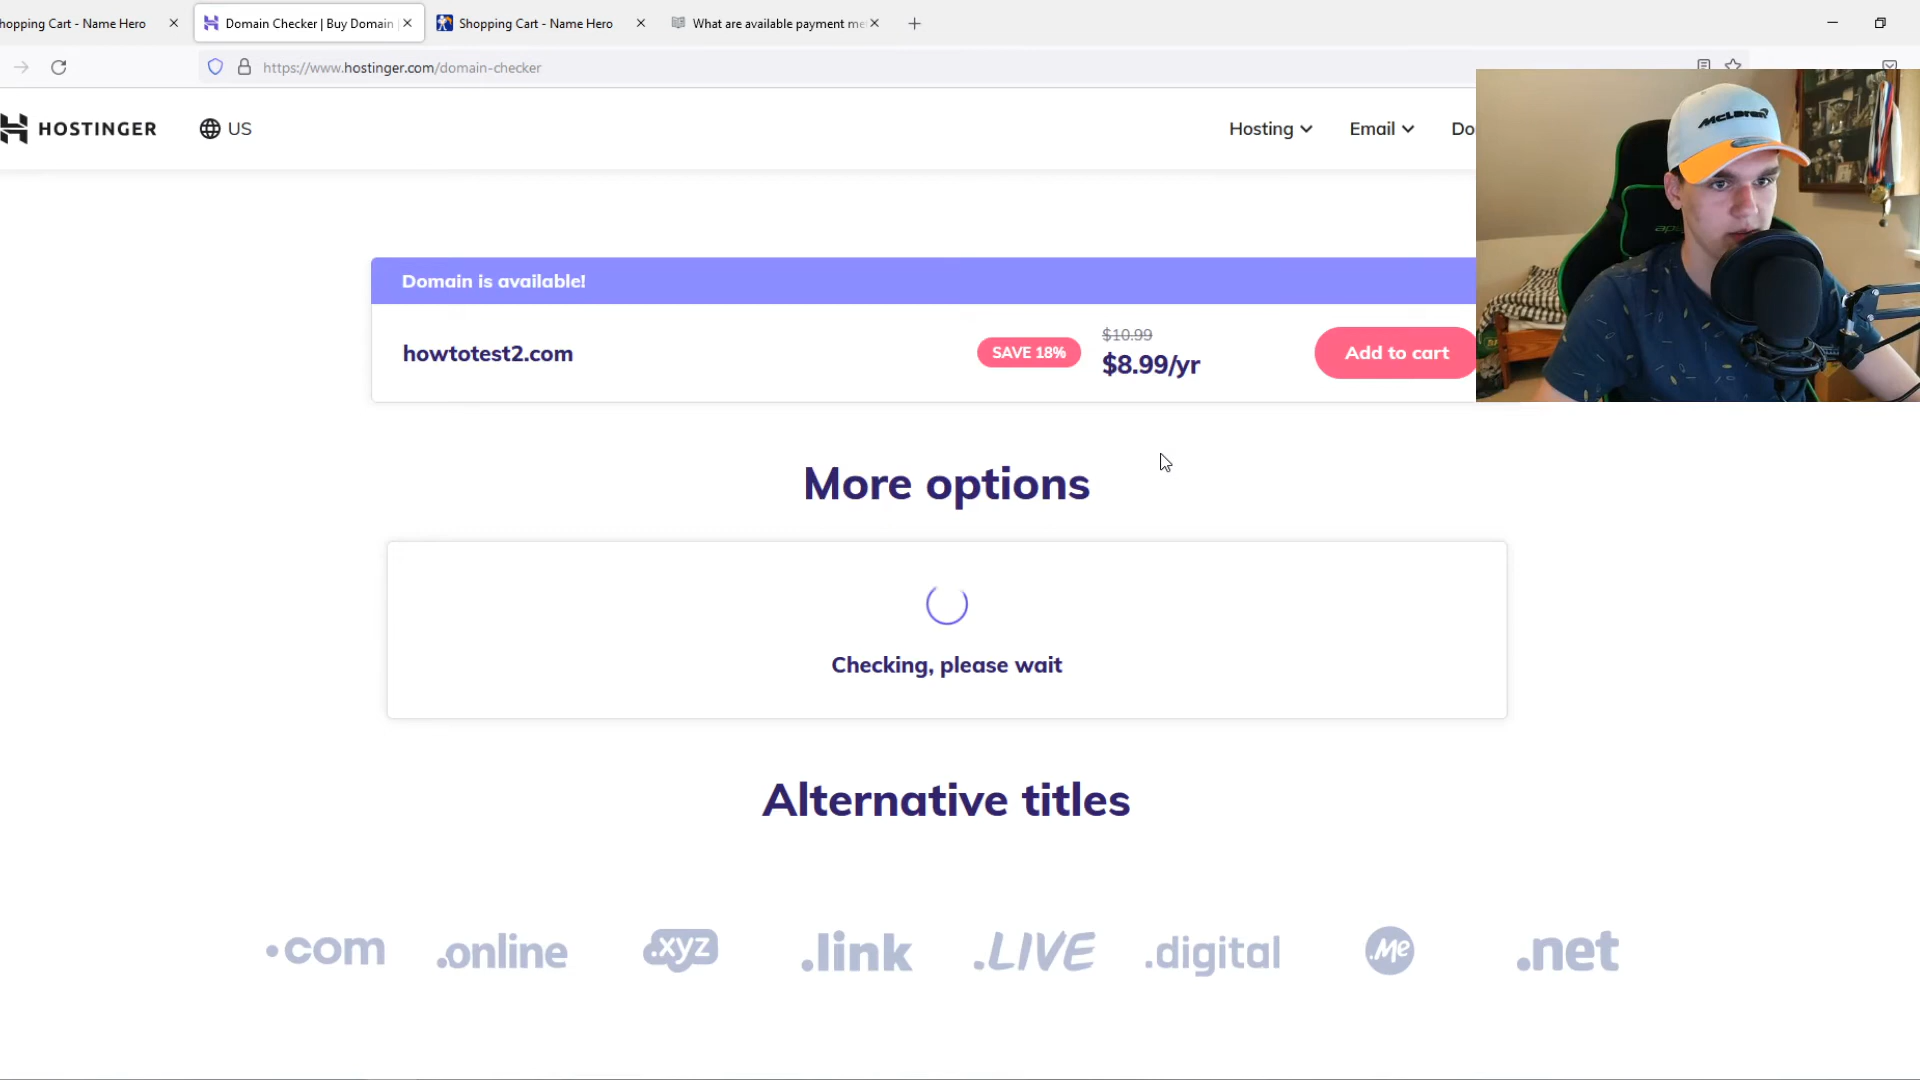 hopping Cart - Name Hero
Domain Checker | Buy Domain
Shopping Cart - Name Hero
What are available payment me
https://www.hostinger.com/domain-checker
HOSTINGER
US
Hosting
Email
Do
McLaren
Domain is available!
howtotest2.com
SAVE 18%
$10.99
$8.99/yr
Add to cart
More options
Checking, please wait
Alternative titles
.com
.online
.xyz
.link
.LIVE
.digital
.Me
.net